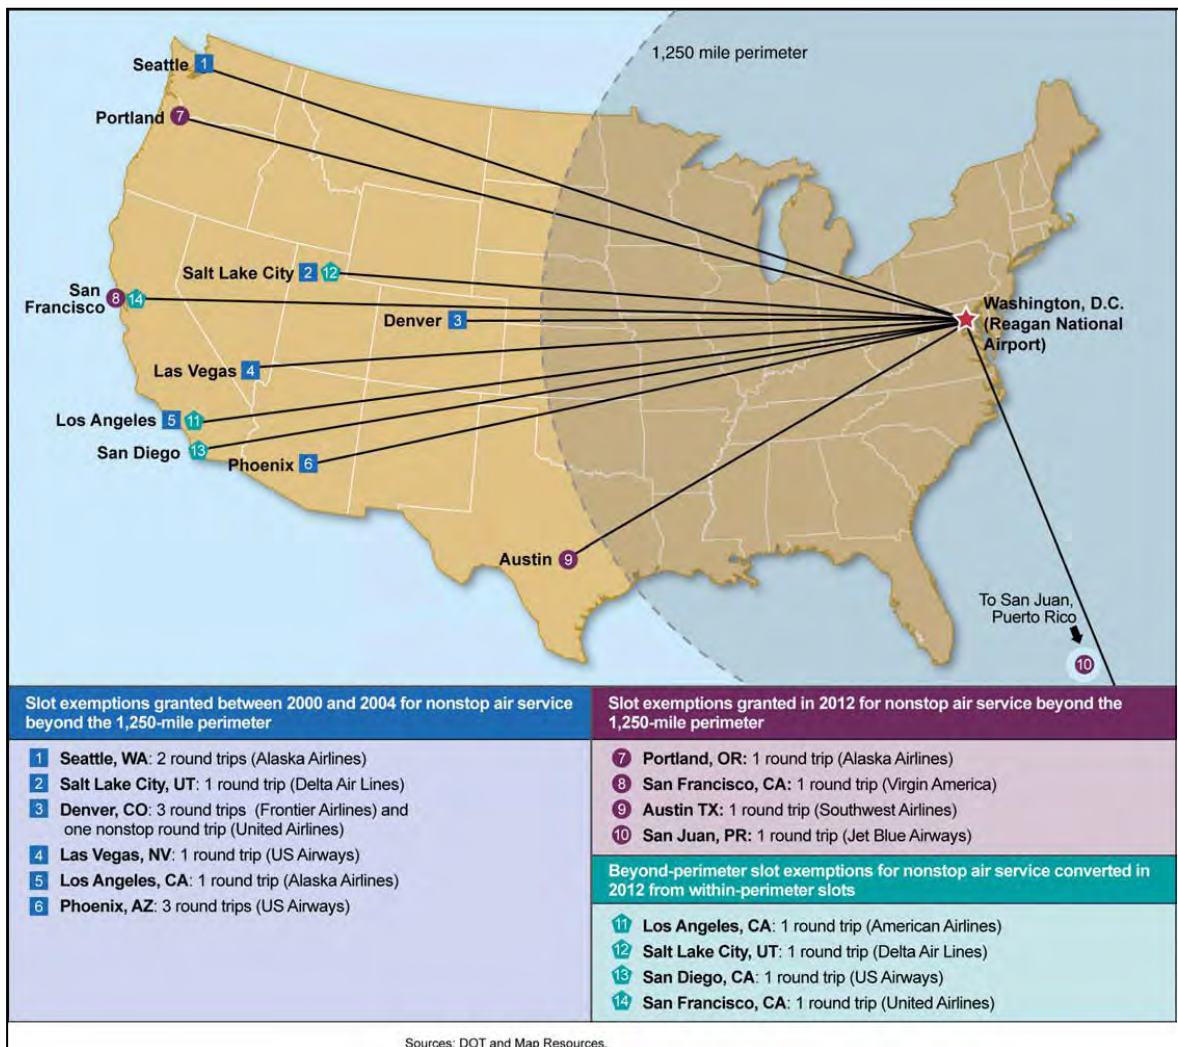 1,250 mile perimeter
Seattle 1
Portland 7
Salt Lake City 2 12
San
Francisco 8 14
Denver 3
Washington, D.C.
(Reagan National
Airport)
Las Vegas 4
Los Angeles 5 11
San Diego 13
Phoenix 6
Austin 9
To San Juan,
Puerto Rico
10
Slot exemptions granted between 2000 and 2004 for nonstop air service
beyond the 1,250-mile perimeter
1 Seattle, WA: 2 round trips (Alaska Airlines)
2 Salt Lake City, UT: 1 round trip (Delta Air Lines)
3 Denver, CO: 3 round trips (Frontier Airlines) and
one nonstop round trip (United Airlines)
4 Las Vegas, NV: 1 round trip (US Airways)
5 Los Angeles, CA: 1 round trip (Alaska Airlines)
6 Phoenix, AZ: 3 round trips (US Airways)
Slot exemptions granted in 2012 for nonstop air service beyond the
1,250-mile perimeter
7 Portland, OR: 1 round trip (Alaska Airlines)
8 San Francisco, CA: 1 round trip (Virgin America)
9 Austin TX: 1 round trip (Southwest Airlines)
10 San Juan, PR: 1 round trip (Jet Blue Airways)
Beyond-perimeter slot exemptions for nonstop air service converted in
2012 from within-perimeter slots
11 Los Angeles, CA: 1 round trip (American Airlines)
12 Salt Lake City, UT: 1 round trip (Delta Air Lines)
13 San Diego, CA: 1 round trip (US Airways)
14 San Francisco, CA: 1 round trip (United Airlines)
Sources: DOT and Map Resources.